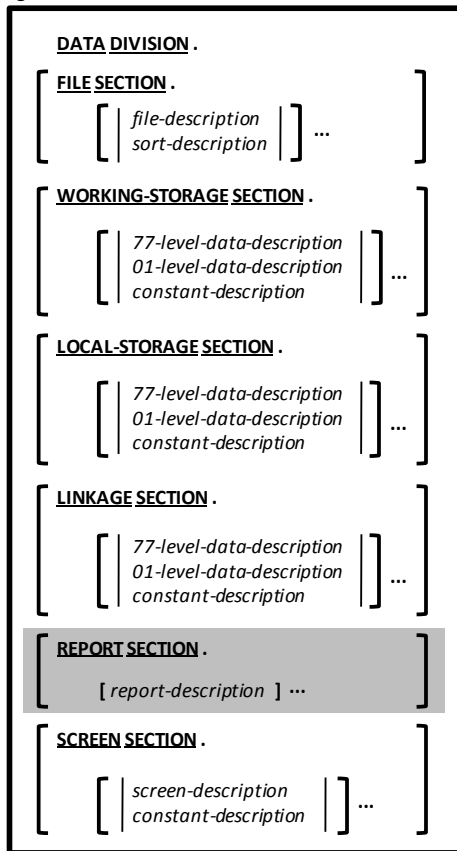 DATA DIVISION .
FILE SECTION .
file-description
sort-description
...
WORKING-STORAGE SECTION .
77-level-data-description
01-level-data-description
constant-description
...
LOCAL-STORAGE SECTION .
77-level-data-description
01-level-data-description
constant-description
...
LINKAGE SECTION .
77-level-data-description
01-level-data-description
constant-description
...
REPORT SECTION .
[ report-description ] ...
SCREEN SECTION .
screen-description
constant-description
...